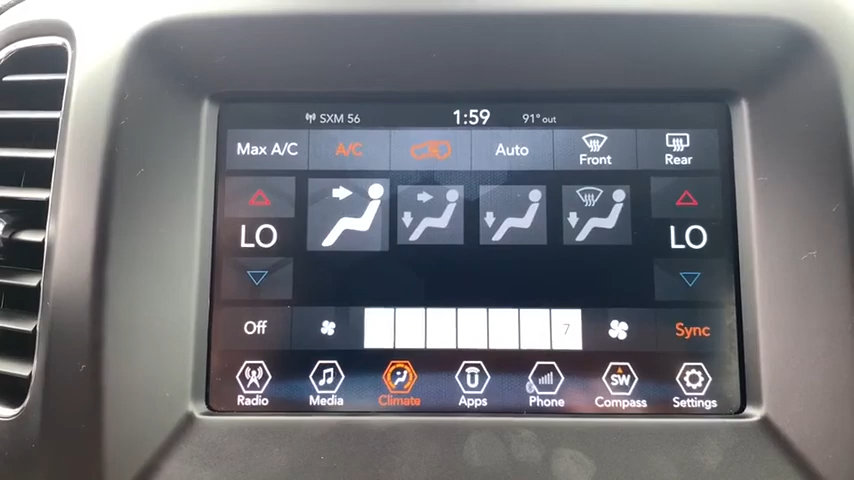 SXM 56 1:59 91° out
Max A/C A/C Auto Front Rear
LO LO
Off 7 Sync
Radio Media Climate Apps Phone SW Compass Settings